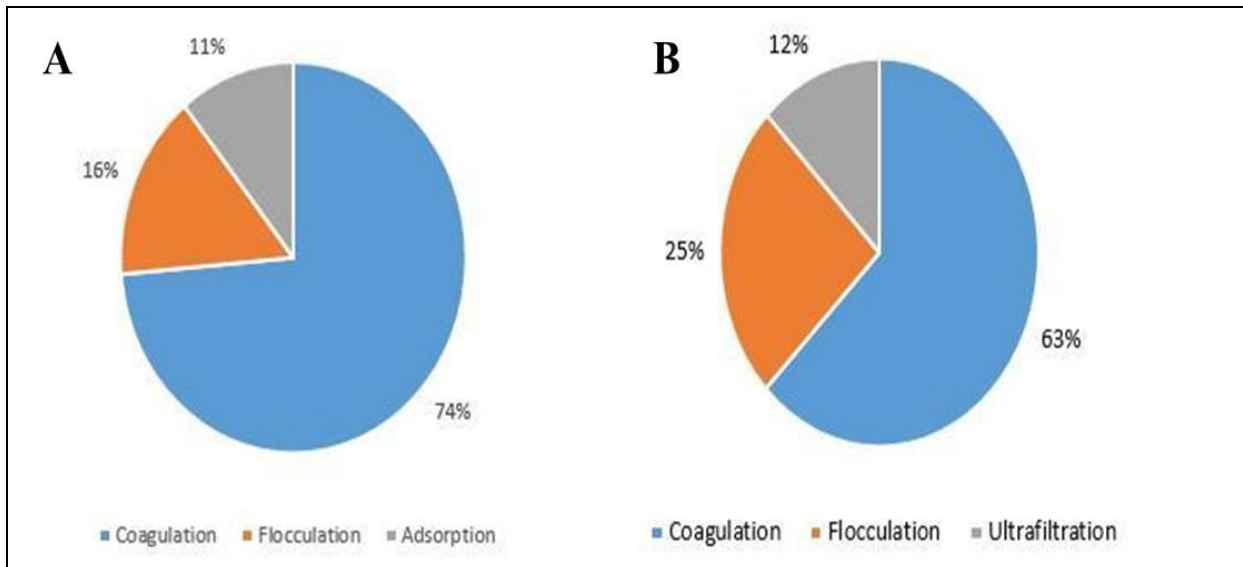 A
11%
16%
74%
Coagulation Flocculation Adsorption
B
12%
25%
63%
Coagulation Flocculation Ultrafiltration